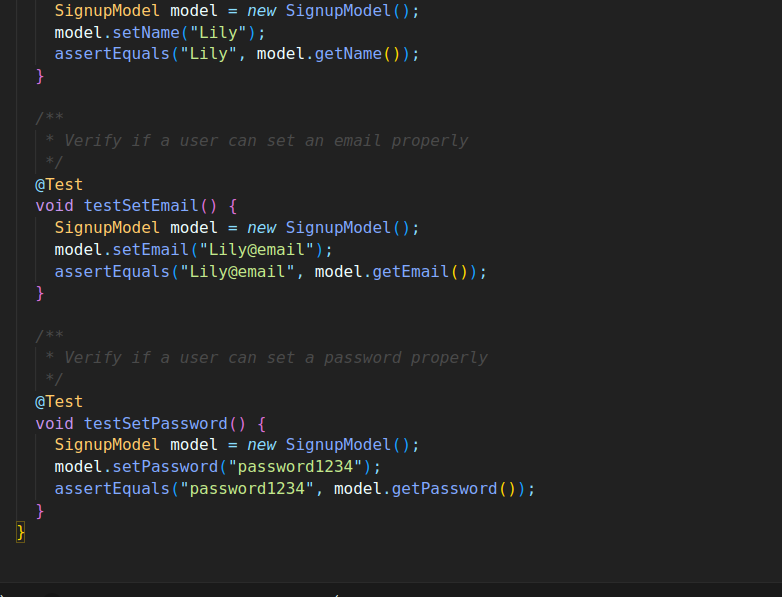 SignupModel model = new SignupModel();
model.setName("Lily");
assertEquals("Lily", model.getName());
}
/**
* Verify if a user can set an email properly
*/
@Test
void testSetEmail() {
SignupModel model = new SignupModel();
model.setEmail("Lily@email");
assertEquals("Lily@email", model.getEmail());
}
/**
* Verify if a user can set a password properly
*/
@Test
void testSetPassword() {
SignupModel model = new SignupModel();
model.setPassword("password1234");
assertEquals("password1234", model.getPassword());
}
}